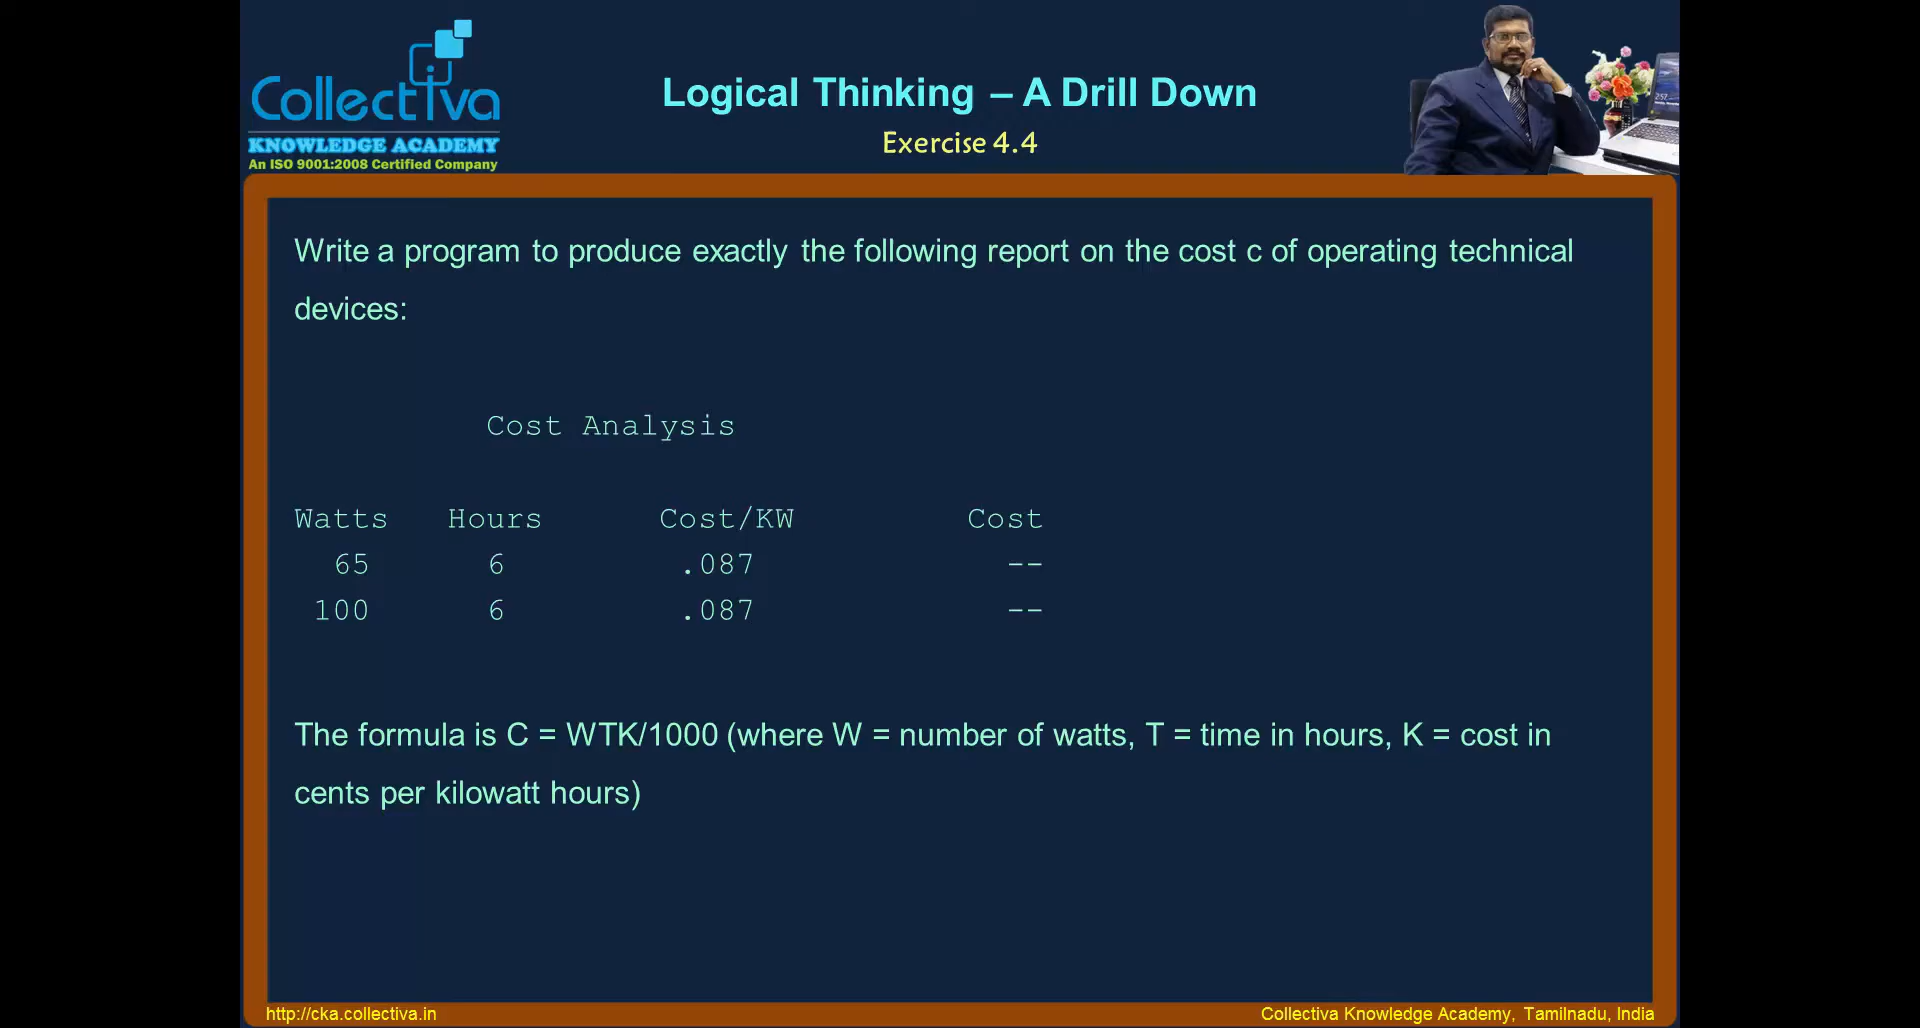 Collectiva
KNOWLEDGE ACADEMY
An ISO 9001:2008 Certified Company
Logical Thinking – A Drill Down
Exercise 4.4
Write a program to produce exactly the following report on the cost c of operating technical
devices:
Cost Analysis
Watts Hours Cost/KW Cost
65 6 .087 --
100 6 .087 --
The formula is C = WTK/1000 (where W = number of watts, T = time in hours, K = cost in
cents per kilowatt hours)
http://cka.collectiva.in
Collectiva Knowledge Academy, Tamilnadu, India